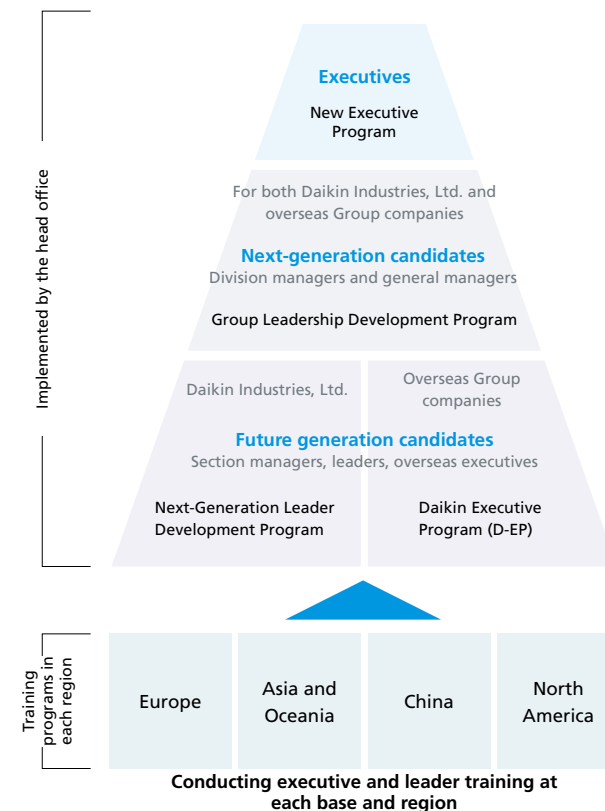 Implemented by the head office
Executives
New Executive
Program
For both Daikin Industries, Ltd. and
overseas Group companies
Next-generation candidates
Division managers and general managers
Group Leadership Development Program
Daikin Industries, Ltd.
Overseas Group
companies
Future generation candidates
Section managers, leaders, overseas executives
Next-Generation Leader
Development Program
Daikin Executive
Program (D-EP)
Training
programs in
each region
Europe
Asia and
Oceania
China
North
America
Conducting executive and leader training at
each base and region